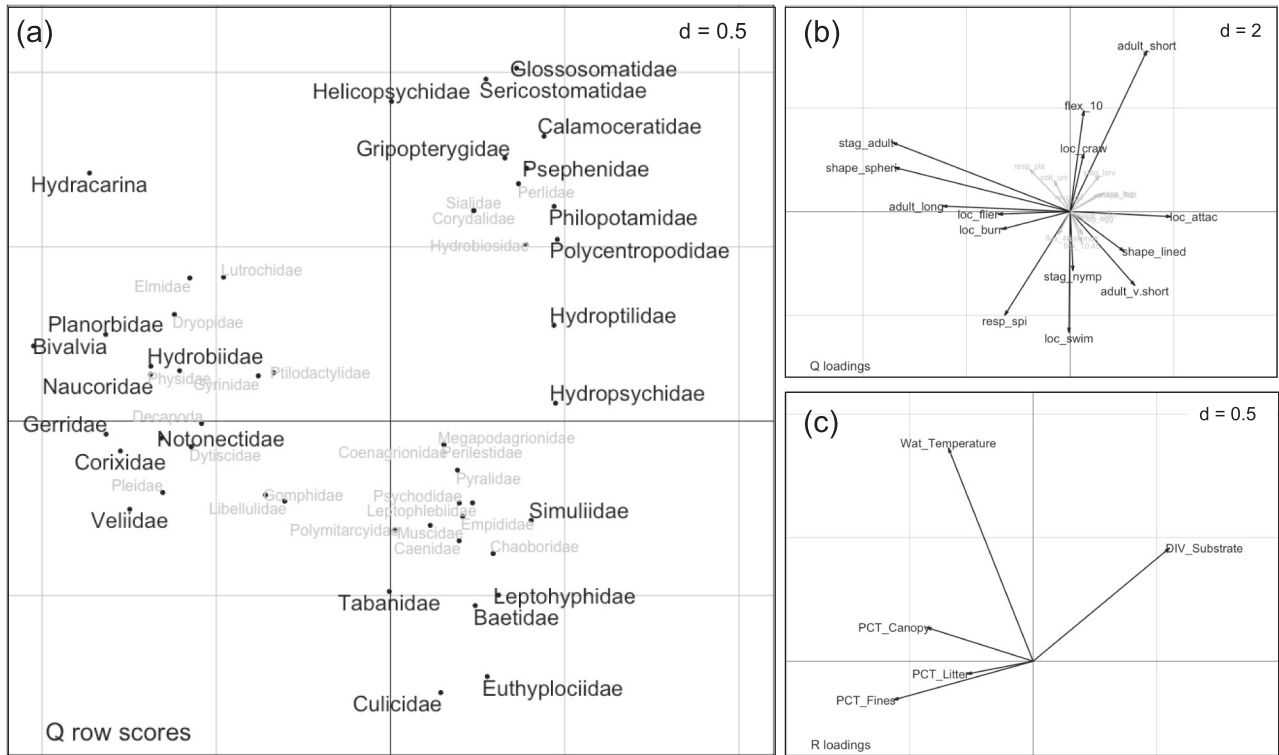 (a)
d = 0.5
Glossosomatidae
Helicopsychidae
Sericostomatidae
Calamoceratidae
Gripopterygidae
Psephenidae
Hydracarina
Perlidae
Sialidae
Philopotamidae
Corydalidae
Hydrobiosidae
Polycentropodidae
Lutrochidae
Elmidae
Hydroptilidae
Planorbidae
Dryopidae
Bivalvia
Hydrobiidae
Ptilodactylidae
Physidae
Naucoridae
Gyrinidae
Hydropsychidae
Decapoda
Gerridae
Notonectidae
Megapodagrionidae
Coenagrionidae
Perilestidae
Dytiscidae
Corixidae
Pyralidae
Pleidae
Gomphidae
Psychodidae
Libellulidae
Leptophlebiidae
Simuliidae
Veliidae
Empididae
Polymitarcyidae
Muscidae
Caenidae
Chaoboridae
Leptohyphidae
Tabanidae
Baetidae
Euthyplociidae
Culicidae
Q row scores
(b)
d = 2
adult_short
flex_10
stag_adult
loc_craw
shape_spheri
resp_pla
adult_long
loc_flier
loc_attac
loc_burr
shape_lined
stag_nymp
adult_v.short
resp_spi
loc_swim
Q loadings
(c)
d = 0.5
Wat_Temperature
DIV_Substrate
PCT_Canopy
PCT_Litter
PCT_Fines
R loadings